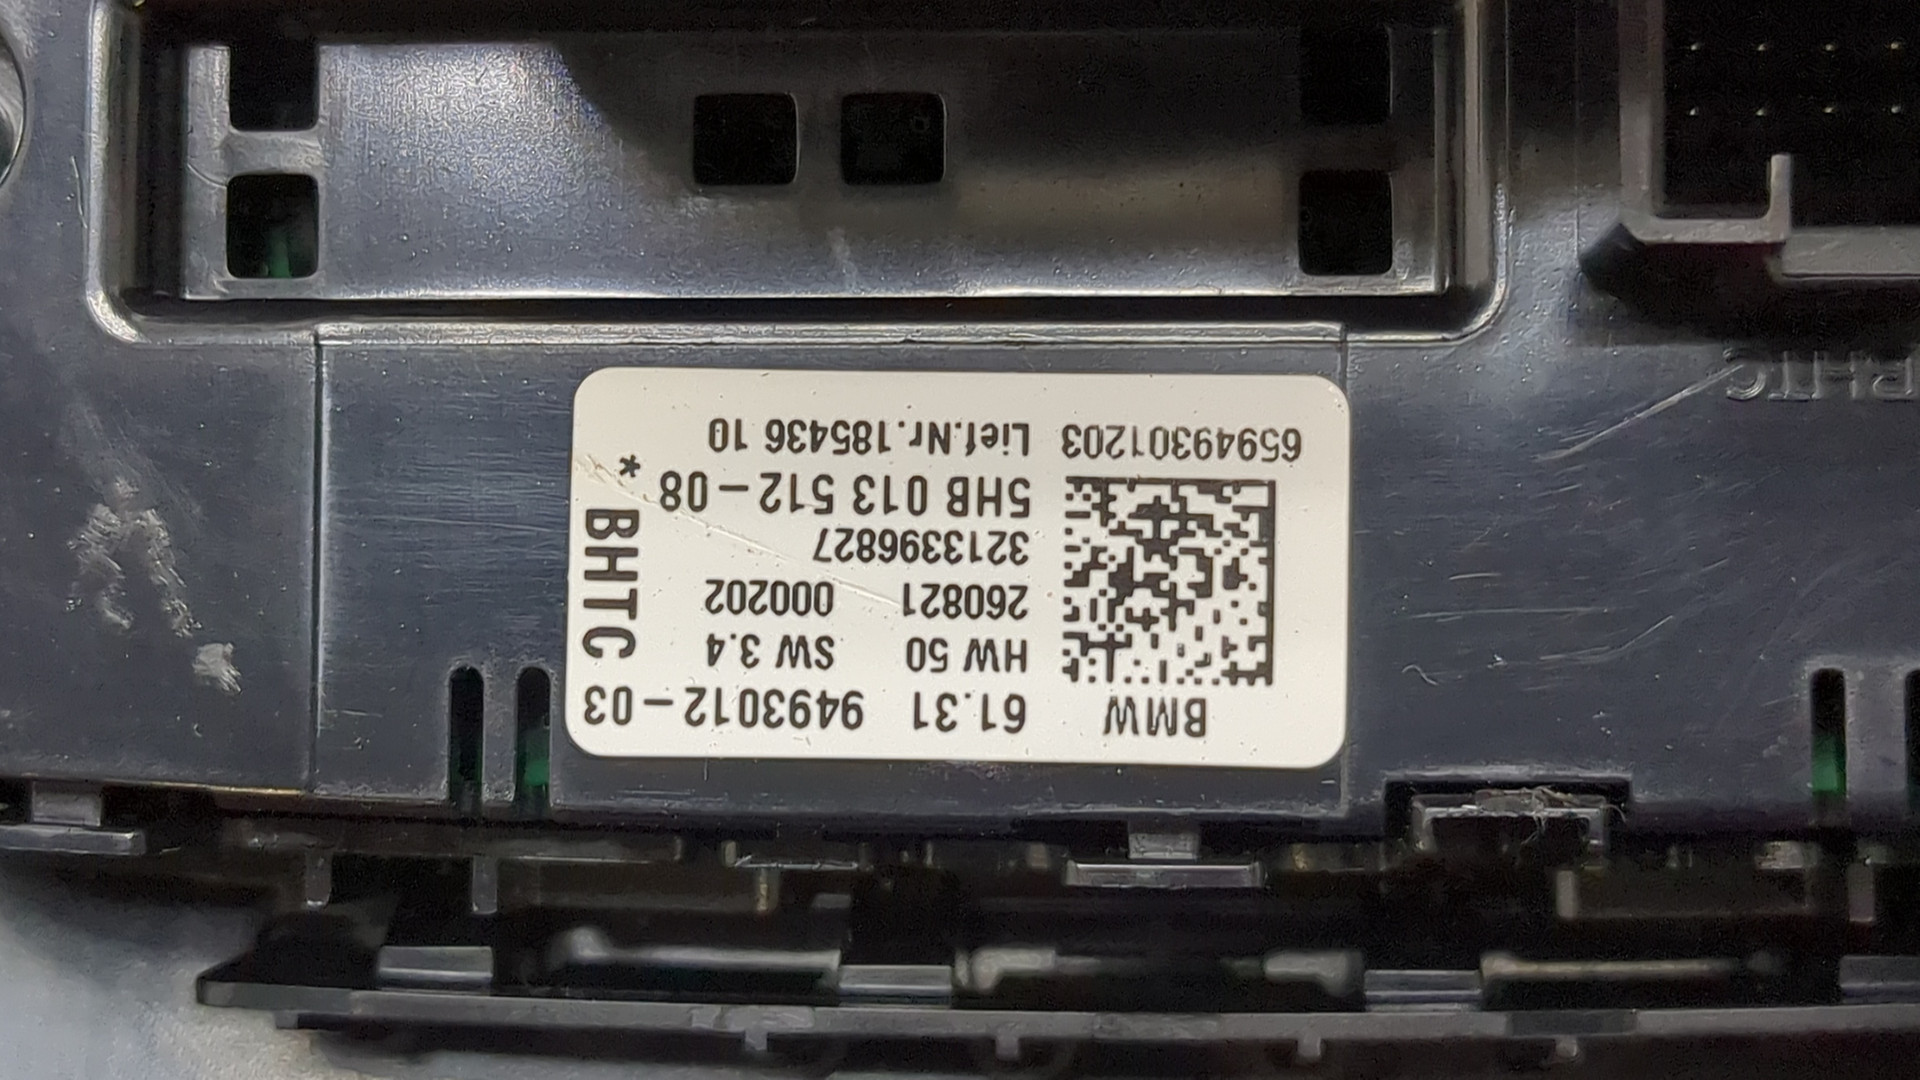 BMW 61.31 9493012-03
HW 50 SW 3.4
260821 000202
3213396827
5HB 013 512-08 *
65949301203 Lief.Nr.185436 10
BHTC
BHTC